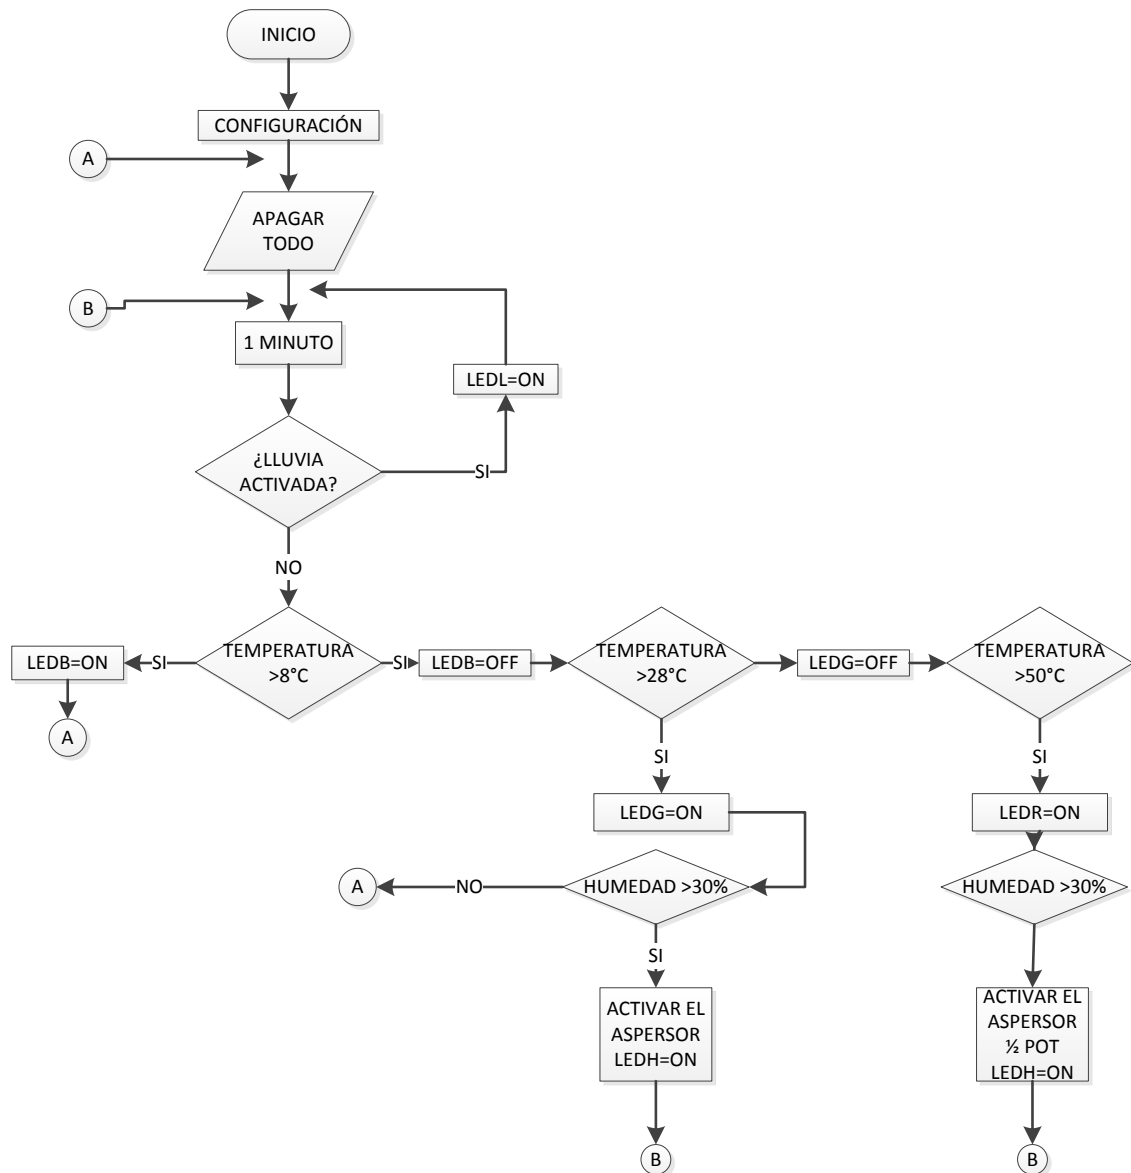 INICIO
CONFIGURACIÓN
A
APAGAR
TODO
B
1 MINUTO
LEDL=ON
¿LLUVIA
ACTIVADA?
SI
NO
LEDB=ON
SI
TEMPERATURA
>8°C
SI
LEDB=OFF
TEMPERATURA
>28°C
LEDG=OFF
TEMPERATURA
>50°C
A
SI
SI
LEDG=ON
LEDR=ON
A
NO
HUMEDAD >30%
HUMEDAD >30%
SI
ACTIVAR EL
ASPERSOR
LEDH=ON
ACTIVAR EL
ASPERSOR
½ POT
LEDH=ON
B
B